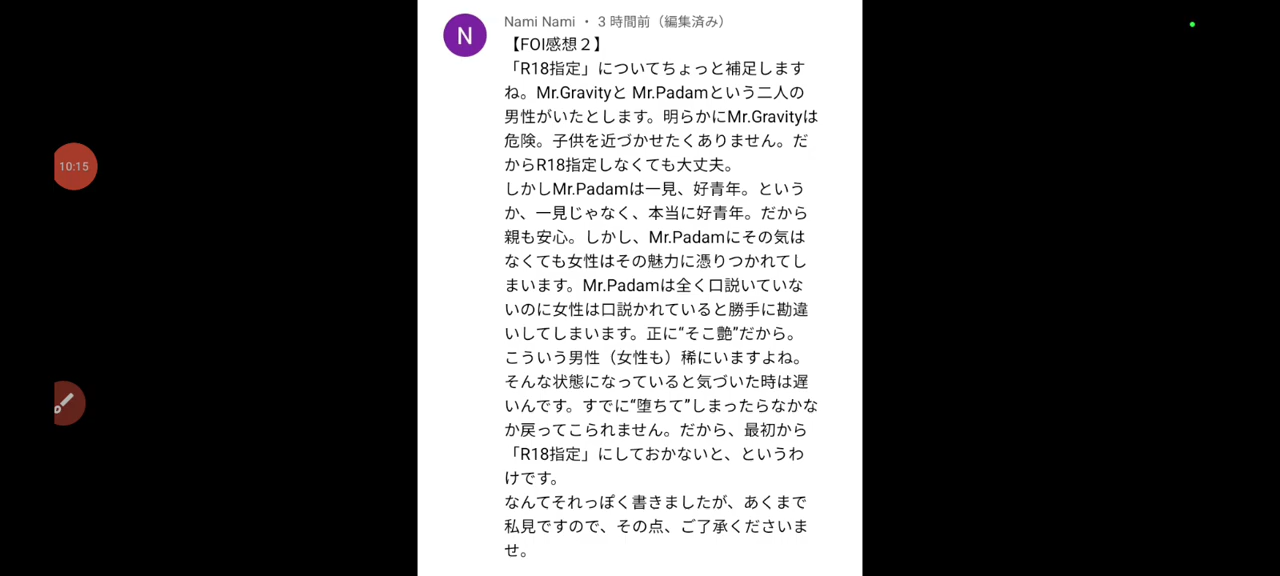 Nami Nami ・ 3 時間前（編集済み）
N
【FOI感想２】
「R18指定」についてちょっと補足します
ね。Mr.Gravityと Mr.Padamという二人の
男性がいたとします。明らかにMr.Gravityは
危険。子供を近づかせたくありません。だ
からR18指定しなくても大丈夫。
しかしMr.Padamは一見、好青年。という
か、一見じゃなく、本当に好青年。だから
親も安心。しかし、Mr.Padamにその気は
なくても女性はその魅力に憑りつかれてし
まいます。Mr.Padamは全く口説いていな
いのに女性は口説かれていると勝手に勘違
いしてしまいます。正に“そこ艶”だから。
こういう男性（女性も）稀にいますよね。
そんな状態になっていると気づいた時は遅
いんです。すでに“堕ちて”しまったらなかな
か戻ってこられません。だから、最初から
「R18指定」にしておかないと、というわ
けです。
なんてそれっぽく書きましたが、あくまで
私見ですので、その点、ご了承くださいま
せ。
10:15